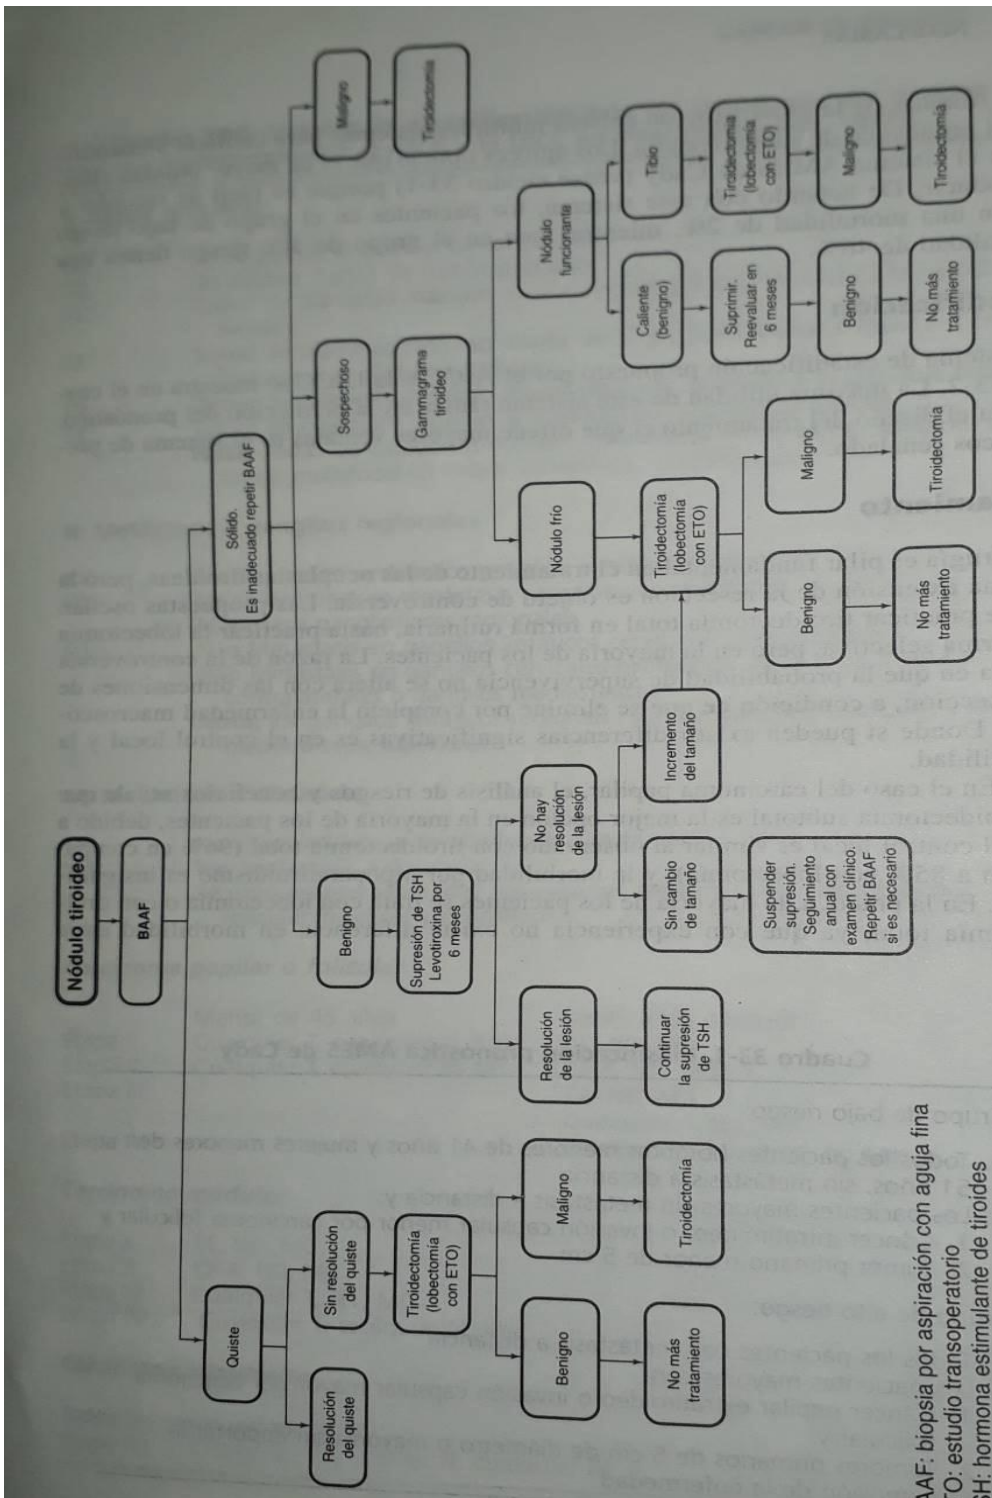 Nódulo tiroideo
BAAF
Quiste
Resolución
del quiste
Sin resolución
del quiste
Tiroidectomía
(lobectomía
con ETO)
Benigno
No más
tratamiento
Maligno
Tiroidectomía
Sólido.
Es inadecuado repetir BAAF
Benigno
Supresión de TSH
Levotiroxina por
6 meses
Resolución
de la lesión
Continuar
la supresión
de TSH
No hay
resolución
de la lesión
Sin cambio
de tamaño
Suspender
supresión.
Seguimiento
anual con
examen clínico
Repetir BAAF
si es necesario
Incremento
del tamaño
Sospechoso
Gammagrama
tiroideo
Nódulo frío
Tiroidectomía
(lobectomía
con ETO)
Benigno
No más
tratamiento
Maligno
Tiroidectomía
Nódulo
funcionante
Caliente
(benigno)
Suprimir.
Reevaluar en
6 meses
Benigno
No más
tratamiento
Tibio
Tiroidectomía
(lobectomía
con ETO)
Maligno
Tiroidectomía
Maligno
Tiroidectomía
AAF: biopsia por aspiración con aguja fina
TO: estudio transoperatorio
SH: hormona estimulante de tiroides